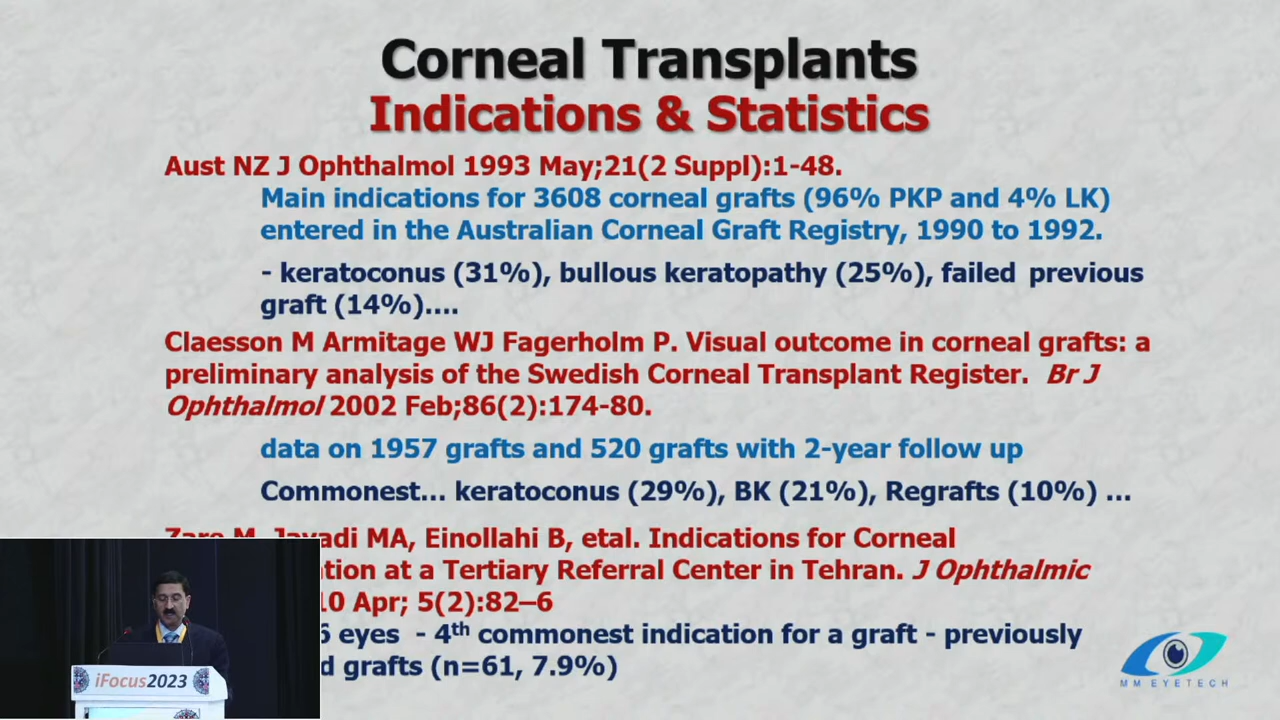 Corneal Transplants
Indications & Statistics
Aust NZ J Ophthalmol 1993 May;21(2 Suppl):1-48.
Main indications for 3608 corneal grafts (96% PKP and 4% LK)
entered in the Australian Corneal Graft Registry, 1990 to 1992.
- keratoconus (31%), bullous keratopathy (25%), failed previous
graft (14%)....
Claesson M Armitage WJ Fagerholm P. Visual outcome in corneal grafts: a
preliminary analysis of the Swedish Corneal Transplant Register. Br J
Ophthalmol 2002 Feb;86(2):174-80.
data on 1957 grafts and 520 grafts with 2-year follow up
Commonest... keratoconus (29%), BK (21%), Regrafts (10%) ...
MA, Einollahi B, etal. Indications for Corneal
at a Tertiary Referral Center in Tehran. J Ophthalmic
10 Apr; 5(2):82–6
eyes - 4th commonest indication for a graft - previously
grafts (n=61, 7.9%)
iFocus2023
MM EYETECH